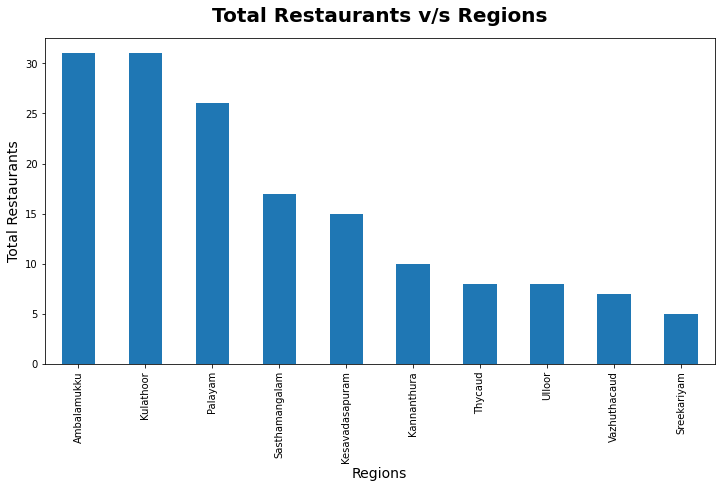 Total Restaurants v/s Regions
Total Restaurants
30
25
20
15
10
5
0
Ambalamukku
Kulathoor
Palayam
Sasthamangalam
Kesavadasapuram
Kannanthura
Thycaud
Ulloor
Vazhuthacaud
Sreekariyam
Regions